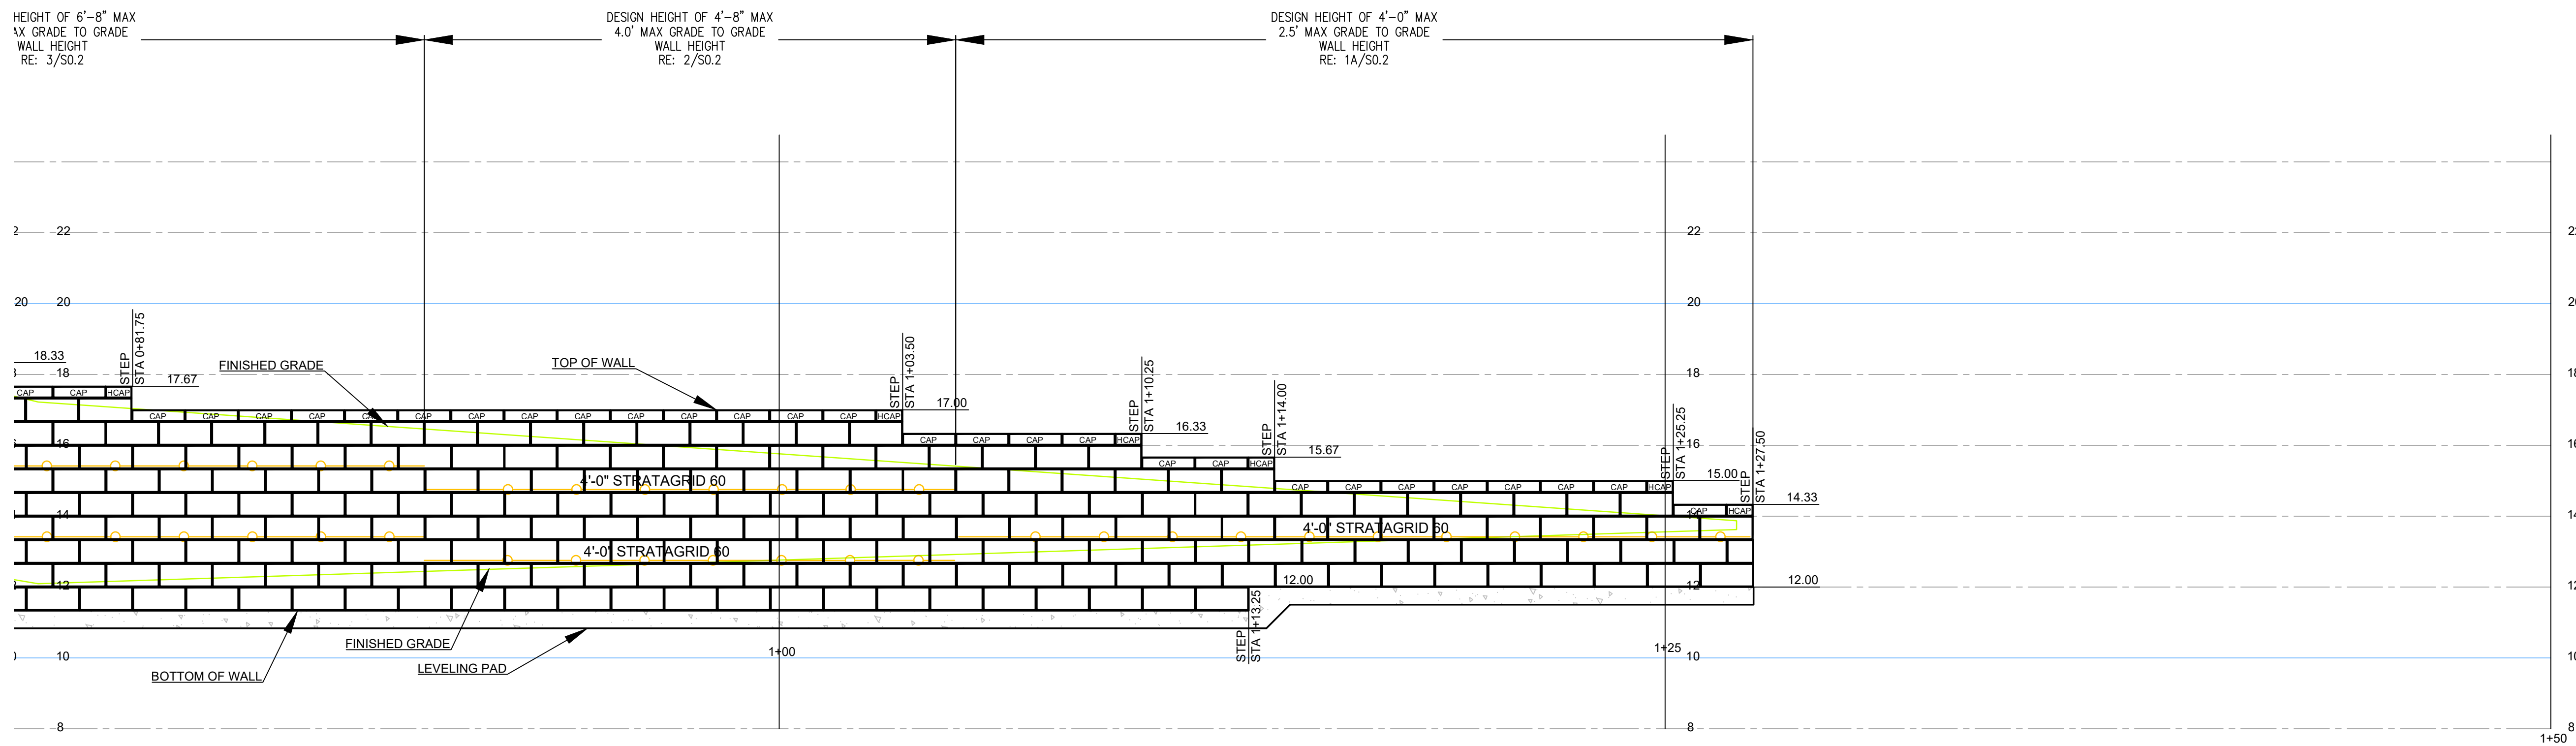 HEIGHT OF 6'-8" MAX
AX GRADE TO GRADE
WALL HEIGHT
RE: 3/S0.2
DESIGN HEIGHT OF 4'-8" MAX
4.0' MAX GRADE TO GRADE
WALL HEIGHT
RE: 2/S0.2
DESIGN HEIGHT OF 4'-0" MAX
2.5' MAX GRADE TO GRADE
WALL HEIGHT
RE: 1A/S0.2
22 22 22
20 20 20 20
18 18 18
16 16
14 14
12
10 10 10
8 8 8
18.33
STEP
STA 0+81.75
17.67
FINISHED GRADE
TOP OF WALL
STEP
STA 1+03.50
17.00
STEP
STA 1+10.25
16.33
STEP
STA 1+14.00
15.67
STEP
STA 1+25.25
15.00
STEP
STA 1+27.50
14.33
CAP CAP HCAP
CAP CAP CAP CAP CAP CAP CAP CAP CAP CAP CAP CAP CAP CAP HCAP
CAP CAP CAP CAP HCAP
CAP CAP HCAP
CAP CAP CAP CAP CAP CAP CAP HCAP
CAP HCAP
4'-0" STRATAGRID 60
4'-0" STRATAGRID 60
4'-0" STRATAGRID 60
12.00
12.00
STEP
STA 1+13.25
FINISHED GRADE
LEVELING PAD
BOTTOM OF WALL
1+00
1+25
1+50